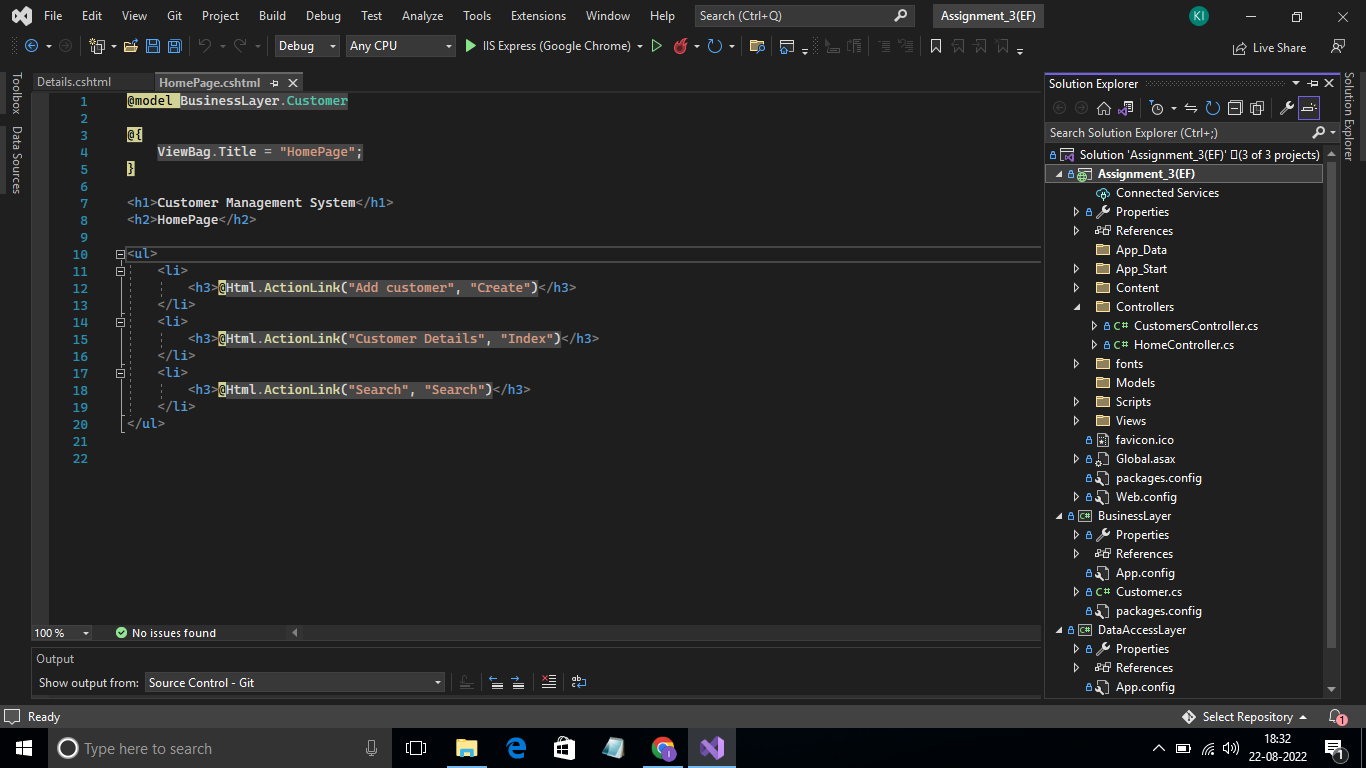 File Edit View Git Project Build Debug Test Analyze Tools Extensions Window Help Search (Ctrl+Q) Assignment_3(EF) KI
Debug Any CPU IIS Express (Google Chrome) Live Share
Toolbox
Data Sources
Details.cshtml HomePage.cshtml
1 @model BusinessLayer.Customer
2
3 @{
4 ViewBag.Title = "HomePage";
5 }
6
7 <h1>Customer Management System</h1>
8 <h2>HomePage</h2>
9
10 <ul>
11 <li>
12 <h3>@Html.ActionLink("Add customer", "Create")</h3>
13 </li>
14 <li>
15 <h3>@Html.ActionLink("Customer Details", "Index")</h3>
16 </li>
17 <li>
18 <h3>@Html.ActionLink("Search", "Search")</h3>
19 </li>
20 </ul>
21
22
100 % No issues found
Output
Show output from: Source Control - Git
Solution Explorer
Search Solution Explorer (Ctrl+;)
Solution 'Assignment_3(EF)' (3 of 3 projects)
Assignment_3(EF)
Connected Services
Properties
References
App_Data
App_Start
Content
Controllers
C# CustomersController.cs
C# HomeController.cs
fonts
Models
Scripts
Views
favicon.ico
Global.asax
packages.config
Web.config
C# BusinessLayer
Properties
References
App.config
C# Customer.cs
packages.config
C# DataAccessLayer
Properties
References
App.config
Solution Explorer
Ready Select Repository 1
Type here to search
18:32
22-08-2022
1